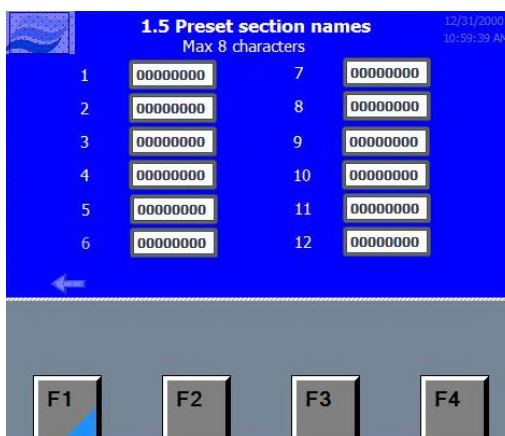 1.5 Preset section names
Max 8 characters
12/31/2000
10:59:39 AM
1 00000000 7 00000000
2 00000000 8 00000000
3 00000000 9 00000000
4 00000000 10 00000000
5 00000000 11 00000000
6 00000000 12 00000000
F1 F2 F3 F4